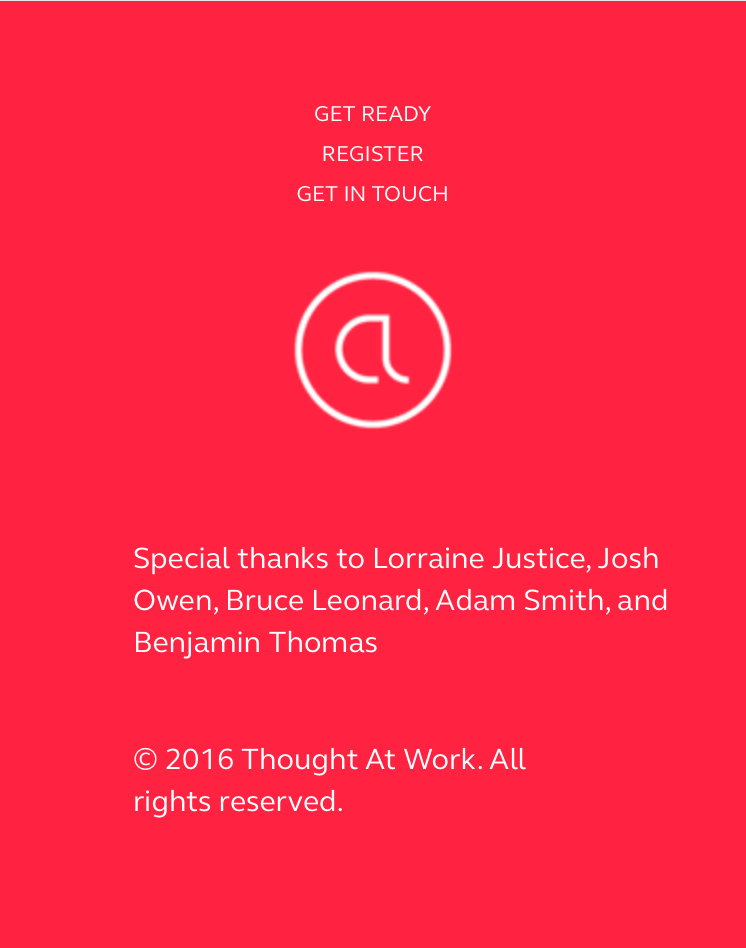 GET READY
REGISTER
GET IN TOUCH
a
Special thanks to Lorraine Justice, Josh
Owen, Bruce Leonard, Adam Smith, and
Benjamin Thomas
© 2016 Thought At Work. All
rights reserved.